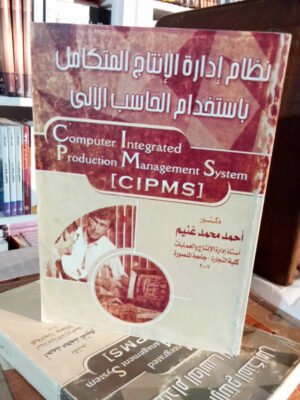 نظام إدارة الإنتاج المتكامل
باستخدام الحاسب الآلى
Computer Integrated
Production Management System
[CIPMS]
دكتور
أحمد محمد غنيم
أستاذ إدارة الإنتاج والعمليات
كلية التجارة - جامعة المنصورة
٢٠٠٧